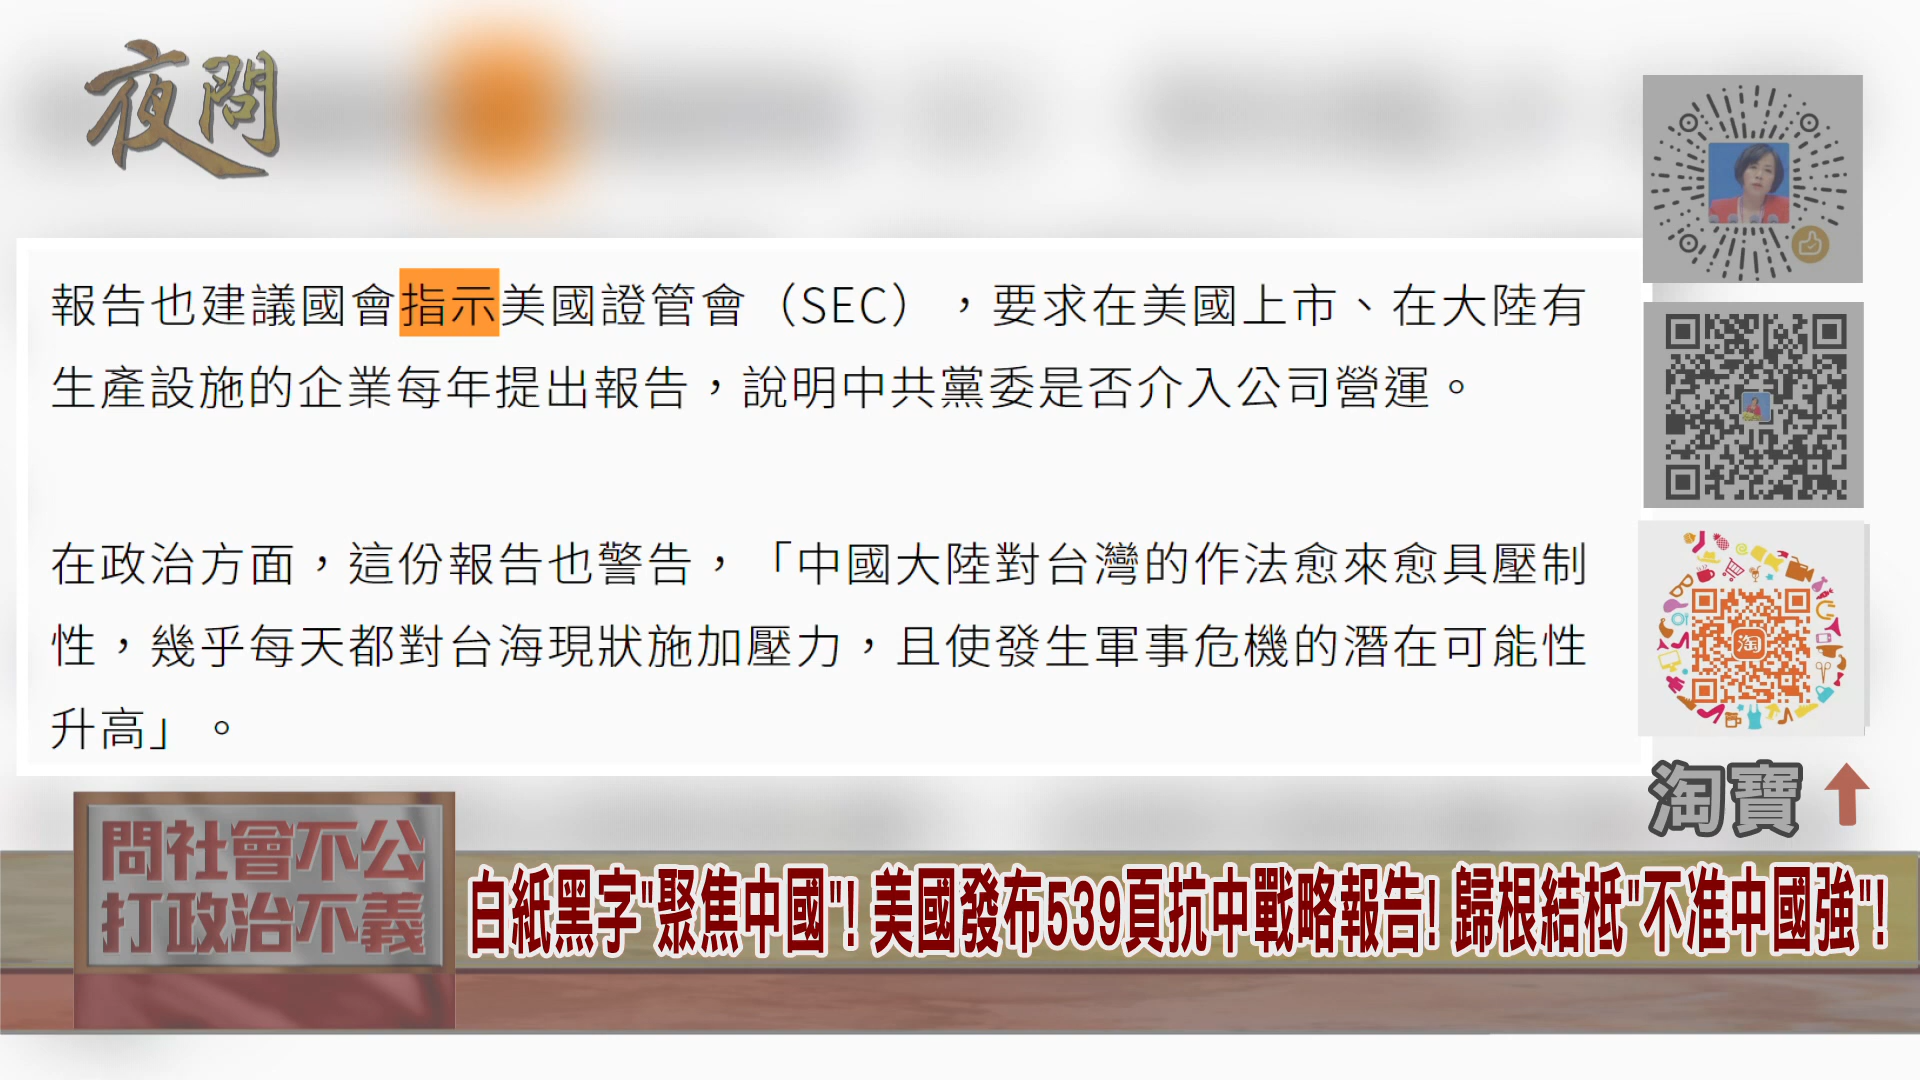 夜問
報告也建議國會指示美國證管會（SEC），要求在美國上市、在大陸有
生產設施的企業每年提出報告，說明中共黨委是否介入公司營運。
在政治方面，這份報告也警告，「中國大陸對台灣的作法愈來愈具壓制
性，幾乎每天都對台海現狀施加壓力，且使發生軍事危機的潛在可能性
升高」。
淘
淘寶
問社會不公
打政治不義
白紙黑字"聚焦中國"! 美國發布539頁抗中戰略報告! 歸根結柢"不准中國強"!